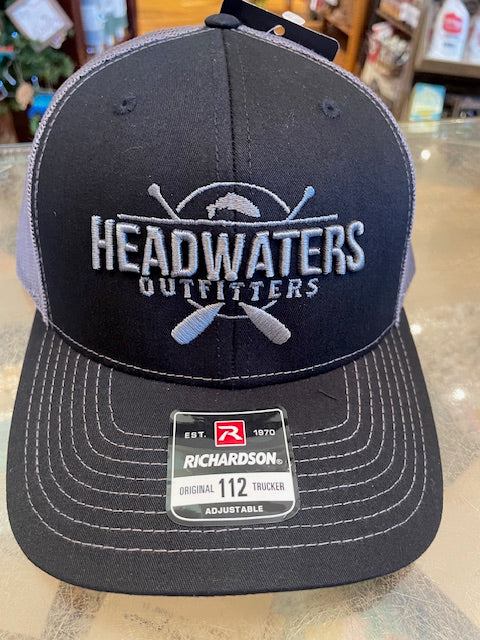 HEADWATERS
OUTFITTERS
EST. R 1970
RICHARDSON®
ORIGINAL 112 TRUCKER
ADJUSTABLE